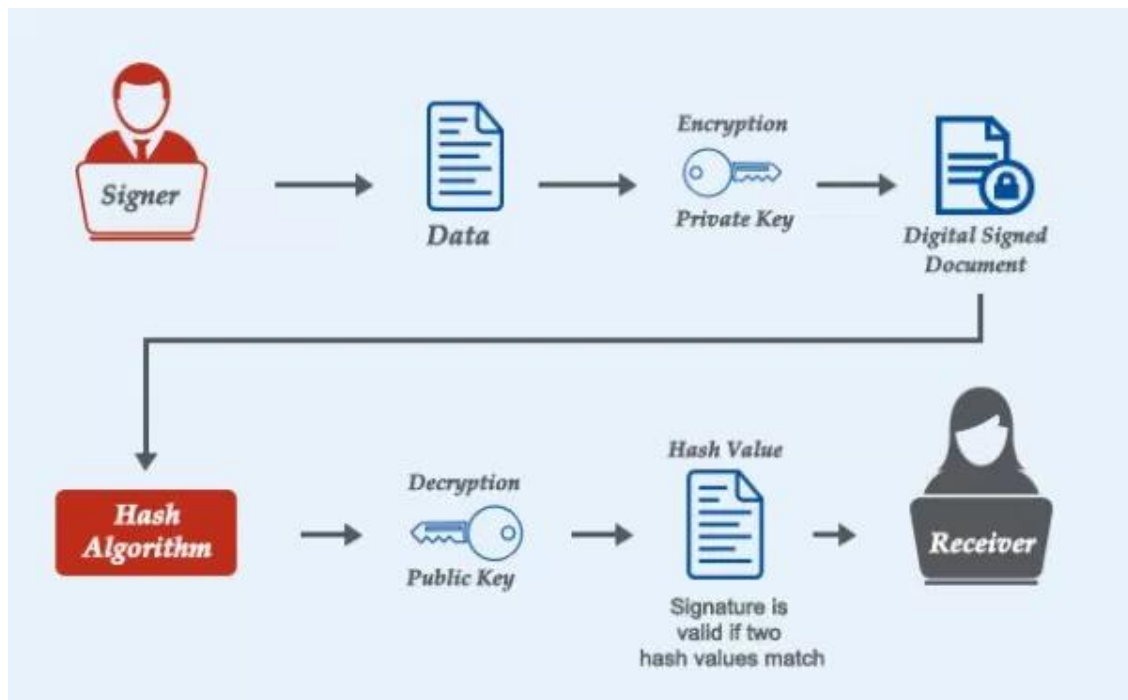 Signer
Data
Encryption
Private Key
Digital Signed
Document
Hash
Algorithm
Decryption
Public Key
Hash Value
Signature is
valid if two
hash values match
Receiver